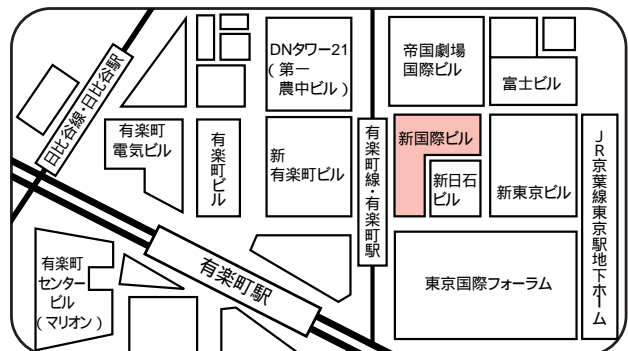 DNタワー21
（第一
農中ビル）
帝国劇場
国際ビル
富士ビル
日比谷線・日比谷駅
有楽町
電気ビル
有楽町ビル
新
有楽町ビル
有楽町線・有楽町駅
新国際ビル
新日石
ビル
新東京ビル
JR京葉線東京駅地下ホーム
有楽町
センター
ビル
（マリオン）
有楽町駅
東京国際フォーラム